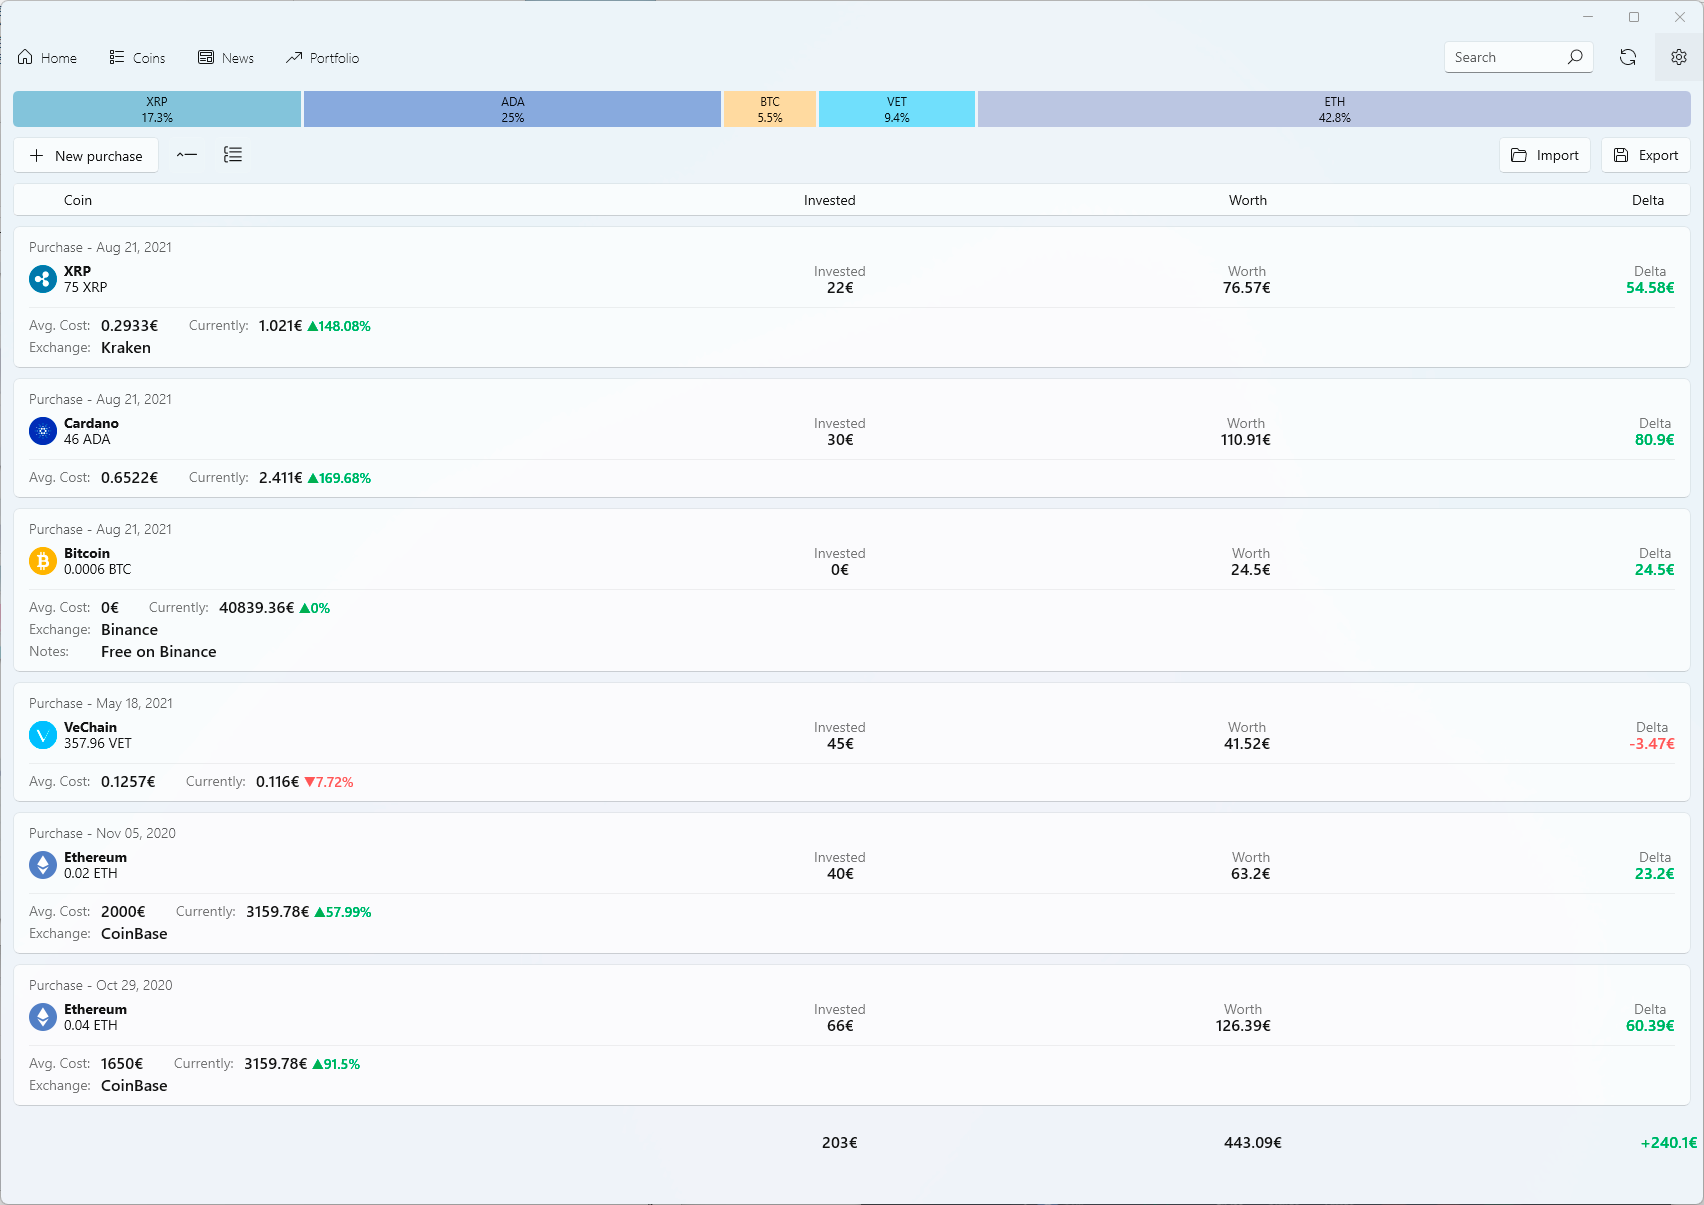 Home Coins News Portfolio Search
XRP ADA BTC VET ETH
17.3% 25% 5.5% 9.4% 42.8%
New purchase Import Export
Coin Invested Worth Delta
Purchase - Aug 21, 2021
XRP Invested Worth Delta
75 XRP 22€ 76.57€ 54.58€
Avg. Cost: 0.2933€ Currently: 1.021€ ▲148.08%
Exchange: Kraken
Purchase - Aug 21, 2021
Cardano Invested Worth Delta
46 ADA 30€ 110.91€ 80.9€
Avg. Cost: 0.6522€ Currently: 2.411€ ▲169.68%
Purchase - Aug 21, 2021
Bitcoin Invested Worth Delta
0.0006 BTC 0€ 24.5€ 24.5€
Avg. Cost: 0€ Currently: 40839.36€ ▲0%
Exchange: Binance
Notes: Free on Binance
Purchase - May 18, 2021
VeChain Invested Worth Delta
357.96 VET 45€ 41.52€ -3.47€
Avg. Cost: 0.1257€ Currently: 0.116€ ▼7.72%
Purchase - Nov 05, 2020
Ethereum Invested Worth Delta
0.02 ETH 40€ 63.2€ 23.2€
Avg. Cost: 2000€ Currently: 3159.78€ ▲57.99%
Exchange: CoinBase
Purchase - Oct 29, 2020
Ethereum Invested Worth Delta
0.04 ETH 66€ 126.39€ 60.39€
Avg. Cost: 1650€ Currently: 3159.78€ ▲91.5%
Exchange: CoinBase
203€ 443.09€ +240.1€